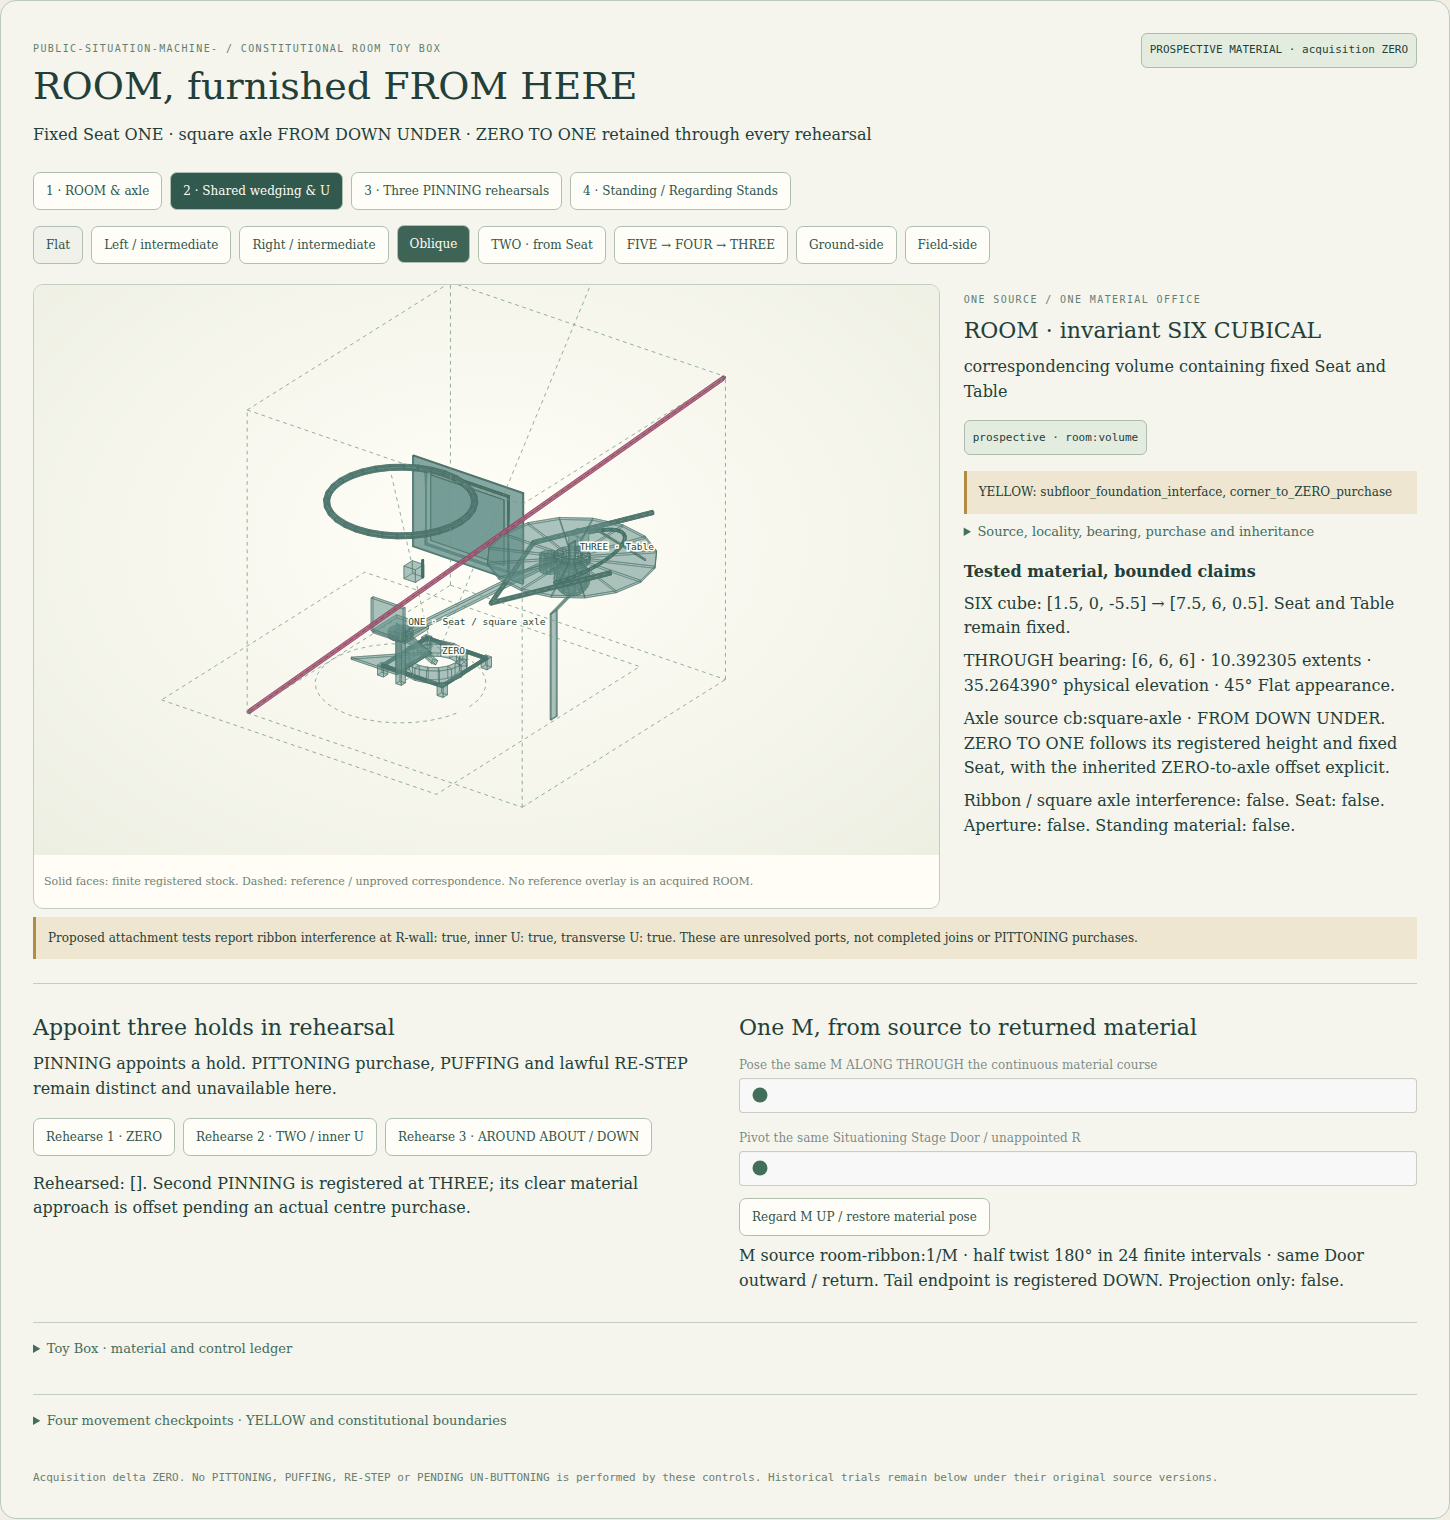 PUBLIC-SITUATION-MACHINE- / CONSTITUTIONAL ROOM TOY BOX
PROSPECTIVE MATERIAL · acquisition ZERO
ROOM, furnished FROM HERE
Fixed Seat ONE · square axle FROM DOWN UNDER · ZERO TO ONE retained through every rehearsal
1 · ROOM & axle
2 · Shared wedging & U
3 · Three PINNING rehearsals
4 · Standing / Regarding Stands
Flat
Left / intermediate
Right / intermediate
Oblique
TWO · from Seat
FIVE → FOUR → THREE
Ground-side
Field-side
THREE · Table
ONE · Seat / square axle
ZERO
Solid faces: finite registered stock. Dashed: reference / unproved correspondence. No reference overlay is an acquired ROOM.
ONE SOURCE / ONE MATERIAL OFFICE
ROOM · invariant SIX CUBICAL
correspondencing volume containing fixed Seat and
Table
prospective · room:volume
YELLOW: subfloor_foundation_interface, corner_to_ZERO_purchase
▶ Source, locality, bearing, purchase and inheritance
Tested material, bounded claims
SIX cube: [1.5, 0, -5.5] → [7.5, 6, 0.5]. Seat and Table
remain fixed.
THROUGH bearing: [6, 6, 6] · 10.392305 extents ·
35.264390° physical elevation · 45° Flat appearance.
Axle source cb:square-axle · FROM DOWN UNDER.
ZERO TO ONE follows its registered height and fixed
Seat, with the inherited ZERO-to-axle offset explicit.
Ribbon / square axle interference: false. Seat: false.
Aperture: false. Standing material: false.
Proposed attachment tests report ribbon interference at R-wall: true, inner U: true, transverse U: true. These are unresolved ports, not completed joins or PITTONING purchases.
Appoint three holds in rehearsal
PINNING appoints a hold. PITTONING purchase, PUFFING and lawful RE-STEP
remain distinct and unavailable here.
Rehearse 1 · ZERO
Rehearse 2 · TWO / inner U
Rehearse 3 · AROUND ABOUT / DOWN
Rehearsed: []. Second PINNING is registered at THREE; its clear material
approach is offset pending an actual centre purchase.
One M, from source to returned material
Pose the same M ALONG THROUGH the continuous material course
Pivot the same Situationing Stage Door / unappointed R
Regard M UP / restore material pose
M source room-ribbon:1/M · half twist 180° in 24 finite intervals · same Door
outward / return. Tail endpoint is registered DOWN. Projection only: false.
▶ Toy Box · material and control ledger
▶ Four movement checkpoints · YELLOW and constitutional boundaries
Acquisition delta ZERO. No PITTONING, PUFFING, RE-STEP or PENDING UN-BUTTONING is performed by these controls. Historical trials remain below under their original source versions.